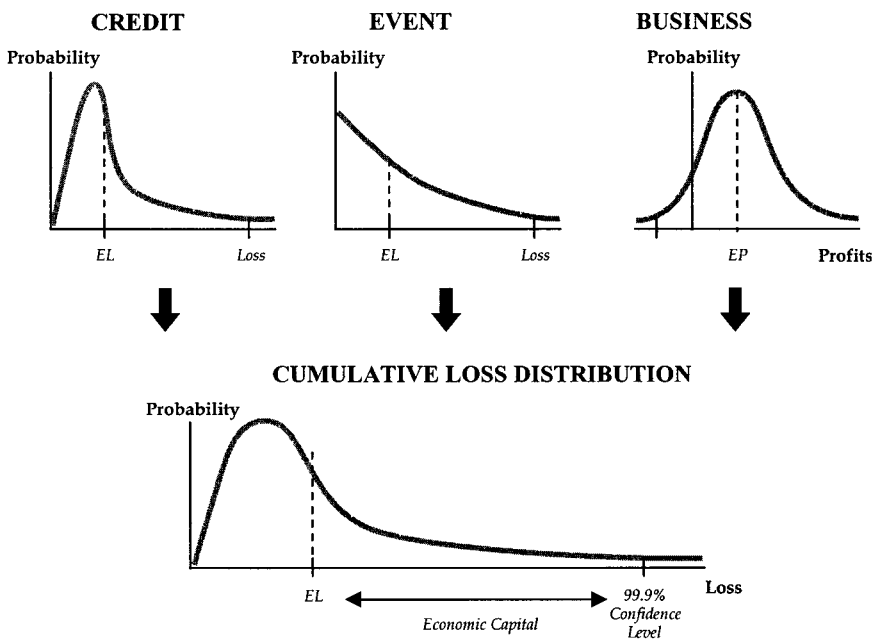 CREDIT
Probability
EL
Loss
EVENT
Probability
EL
Loss
BUSINESS
Probability
EP
Profits
CUMULATIVE LOSS DISTRIBUTION
Probability
EL
Economic Capital
99.9%
Confidence
Level
Loss